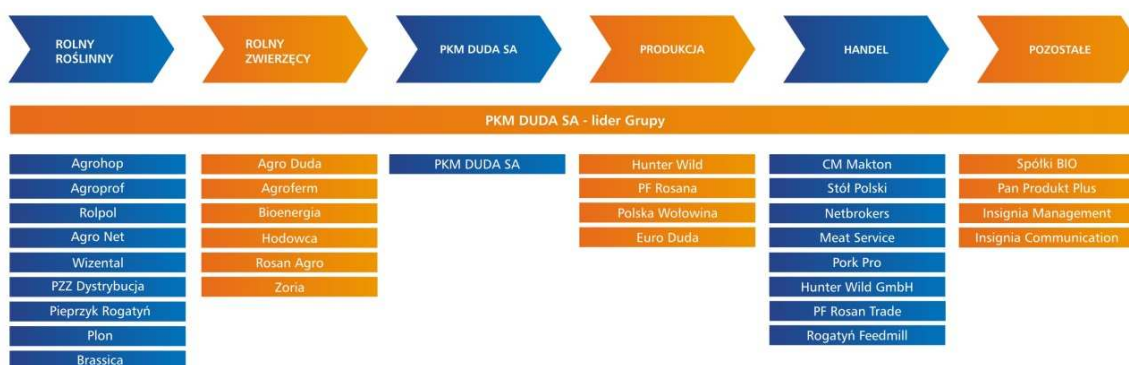 ROLNY
ROŚLINNY
ROLNY
ZWIERZĘCY
PKM DUDA SA
PRODUKCJA
HANDEL
POZOSTAŁE
PKM DUDA SA - lider Grupy
Agrohop
Agroprof
Rolpol
Agro Net
Wizental
PZZ Dystrybucja
Pieprzyk Rogatyń
Plon
Brassica
Agro Duda
Agroferm
Bioenergia
Hodowca
Rosan Agro
Zoria
PKM DUDA SA
Hunter Wild
PF Rosana
Polska Wołowina
Euro Duda
CM Makton
Stół Polski
Netbrokers
Meat Service
Pork Pro
Hunter Wild GmbH
PF Rosan Trade
Rogatyń Feedmill
Spółki BIO
Pan Produkt Plus
Insignia Management
Insignia Communication